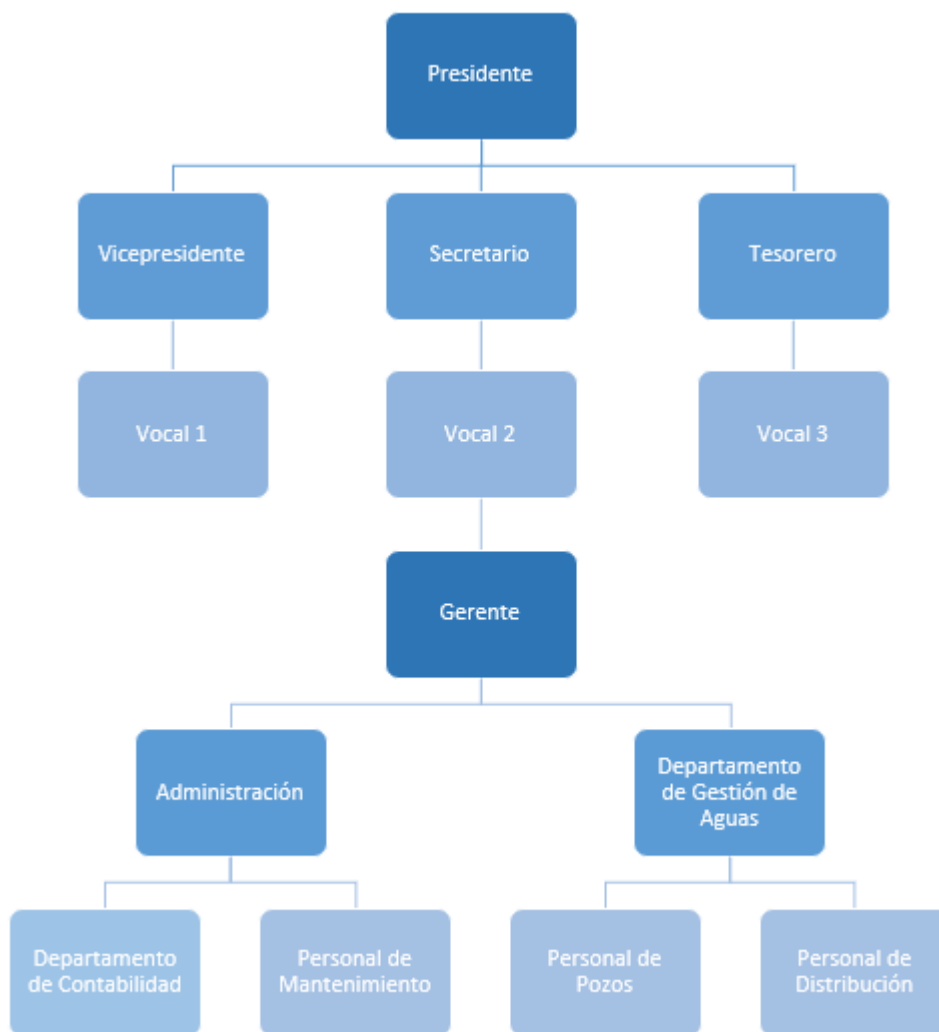 Presidente
Vicepresidente
Secretario
Tesorero
Vocal 1
Vocal 2
Vocal 3
Gerente
Administración
Departamento
de Gestión de
Aguas
Departamento
de Contabilidad
Personal de
Mantenimiento
Personal de
Pozos
Personal de
Distribución